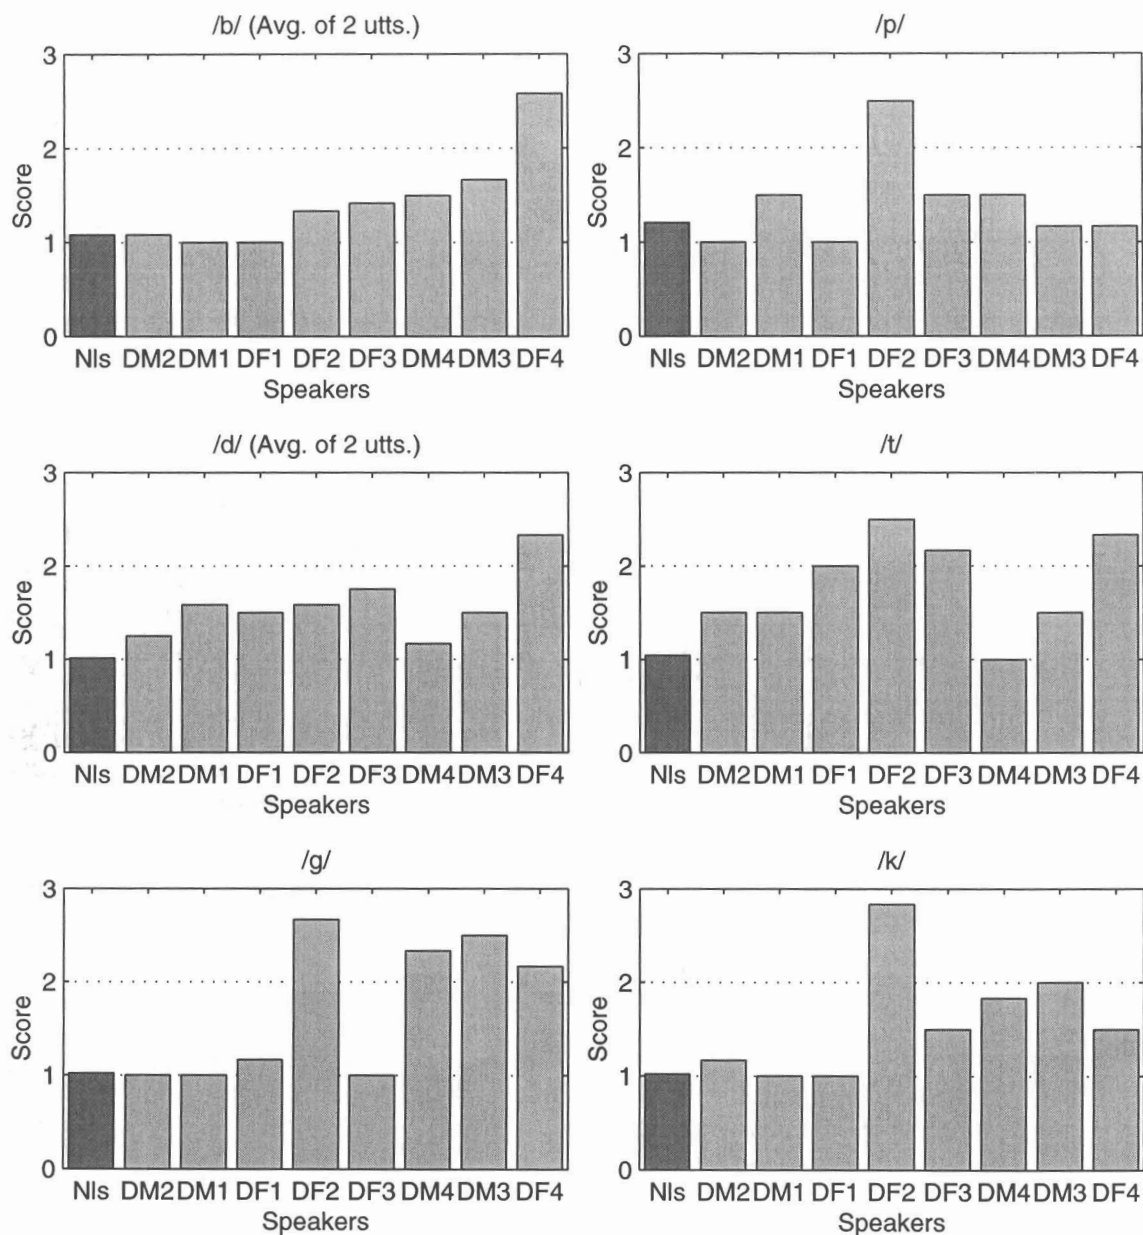 /b/ (Avg. of 2 utts.)
3
2
1
0
Score
Nls DM2 DM1 DF1 DF2 DF3 DM4 DM3 DF4
Speakers
/p/
3
2
1
0
Score
Nls DM2 DM1 DF1 DF2 DF3 DM4 DM3 DF4
Speakers
/d/ (Avg. of 2 utts.)
3
2
1
0
Score
Nls DM2 DM1 DF1 DF2 DF3 DM4 DM3 DF4
Speakers
/t/
3
2
1
0
Score
Nls DM2 DM1 DF1 DF2 DF3 DM4 DM3 DF4
Speakers
/g/
3
2
1
0
Score
Nls DM2 DM1 DF1 DF2 DF3 DM4 DM3 DF4
Speakers
/k/
3
2
1
0
Score
Nls DM2 DM1 DF1 DF2 DF3 DM4 DM3 DF4
Speakers